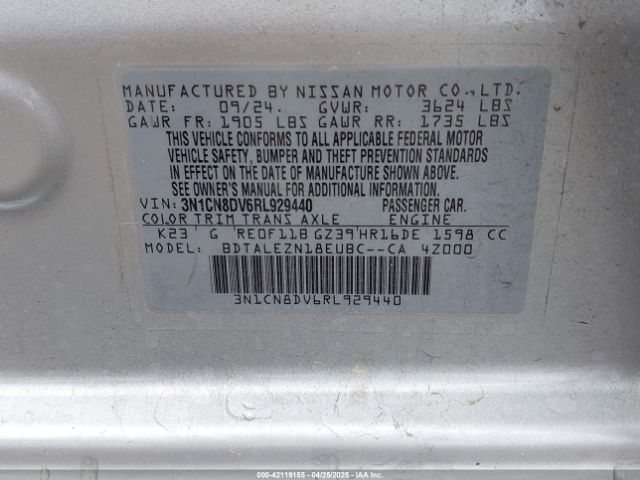 MANUFACTURED BY NISSAN MOTOR CO., LTD.
DATE: 09/24. GVWR: 3624 LBS
GAWR FR: 1905 LBS GAWR RR: 1735 LBS
THIS VEHICLE CONFORMS TO ALL APPLICABLE FEDERAL MOTOR
VEHICLE SAFETY, BUMPER AND THEFT PREVENTION STANDARDS
IN EFFECT ON THE DATE OF MANUFACTURE SHOWN ABOVE.
SEE OWNER'S MANUAL FOR ADDITIONAL INFORMATION.
VIN: 3N1CN8DV6RL929440 PASSENGER CAR.
COLOR TRIM TRANS AXLE ENGINE
K23 G RE0F11B GZ39 HR16DE 1598 CC
MODEL: BDTALEZN18EUBC--CA 4Z000
3N1CN8DV6RL929440
000-42119155 - 04/25/2025 - IAA Inc.